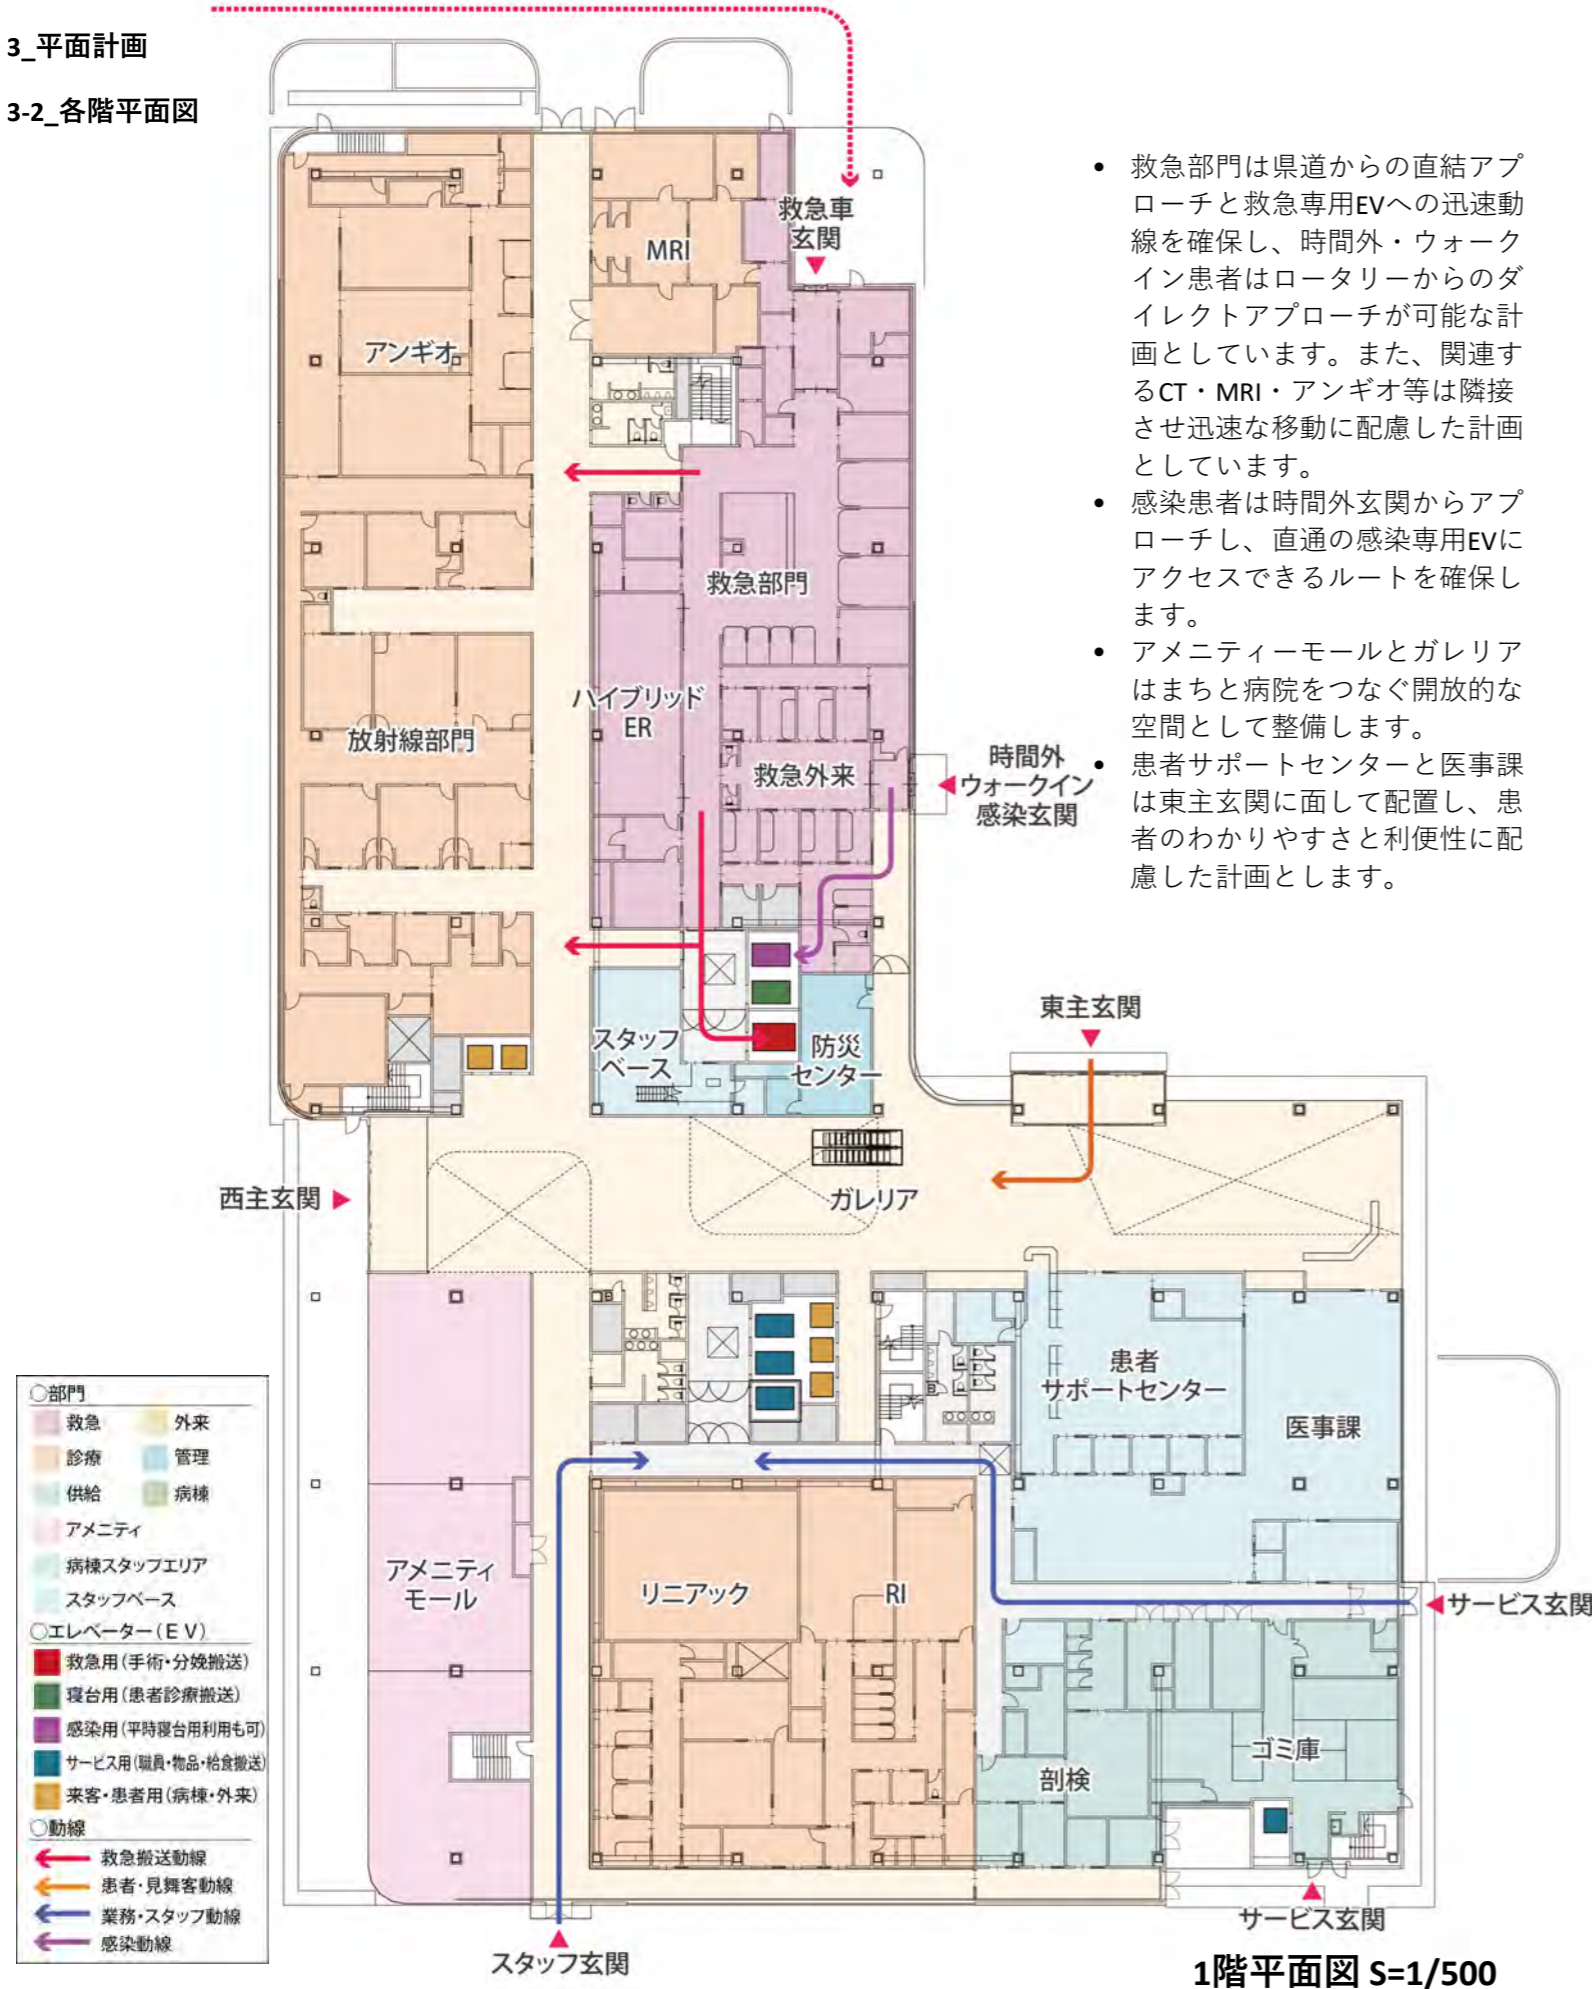 3_平面計画
3-2_各階平面図
• 救急部門は県道からの直結アプ
ローチと救急専用EVへの迅速動
線を確保し、時間外・ウォーク
イン患者はロータリーからのダ
イレクトアプローチが可能な計
画としています。また、関連す
るCT・MRI・アンギオ等は隣接
させ迅速な移動に配慮した計画
としています。
• 感染患者は時間外玄関からアプ
ローチし、直通の感染専用EVに
アクセスできるルートを確保し
ます。
• アメニティーモールとガレリア
はまちと病院をつなぐ開放的な
空間として整備します。
• 患者サポートセンターと医事課
は東主玄関に面して配置し、患
者のわかりやすさと利便性に配
慮した計画とします。
救急車
玄関
MRI
アンギオ
救急部門
ハイブリッド
ER
放射線部門
救急外来
時間外
ウォークイン
感染玄関
スタッフ
ベース
防災
センター
東主玄関
西主玄関
ガレリア
患者
サポートセンター
医事課
アメニティ
モール
リニアック
RI
サービス玄関
ゴミ庫
剖検
サービス玄関
スタッフ玄関
○部門
救急 外来
診療 管理
供給 病棟
アメニティ
病棟スタッフエリア
スタッフベース
○エレベーター(EV)
救急用(手術・分娩搬送)
寝台用(患者診療搬送)
感染用(平時寝台用利用も可)
サービス用(職員・物品・給食搬送)
来客・患者用(病棟・外来)
○動線
救急搬送動線
患者・見舞客動線
業務・スタッフ動線
感染動線
1階平面図 S=1/500